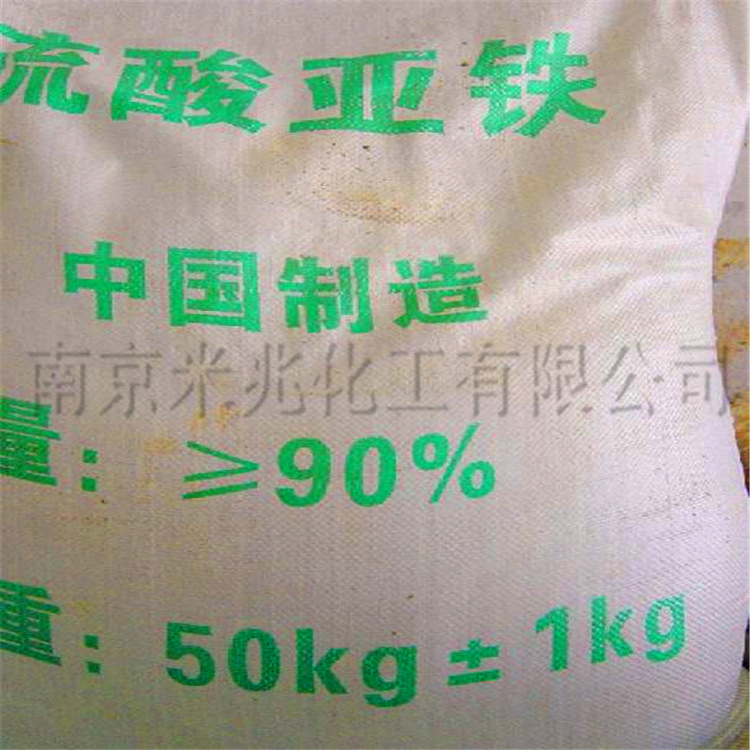 硫酸亚铁
中国制造
南京米兆化工有限公司
量：≥90%
重：50kg±1kg